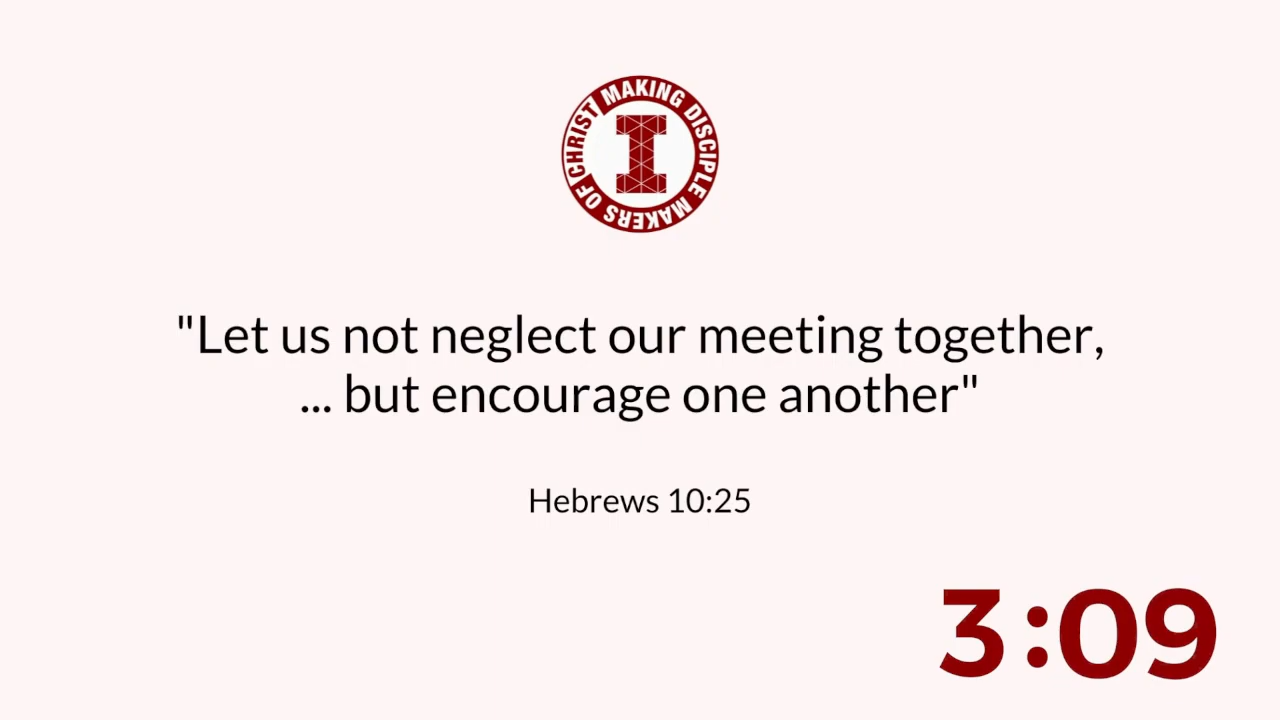 MAKING DISCIPLE MAKERS OF CHRIST
I
"Let us not neglect our meeting together,
... but encourage one another"
Hebrews 10:25
3:09